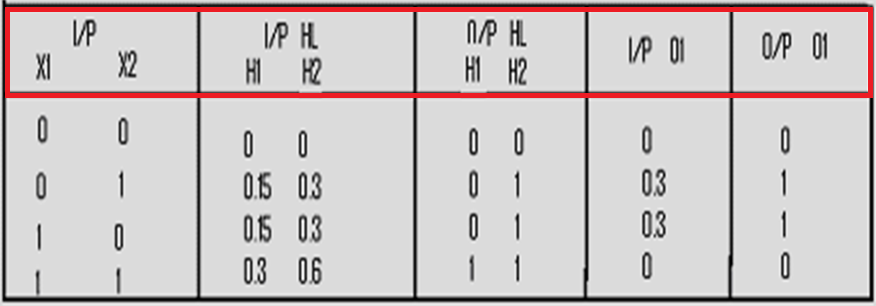 I/P I/P HL O/P HL I/P O1 O/P O1
X1 X2 H1 H2 H1 H2
0 0 0 0 0 0 0 0
0 1 0.15 0.3 0 1 0.3 1
1 0 0.15 0.3 0 1 0.3 1
1 1 0.3 0.6 1 1 0 0